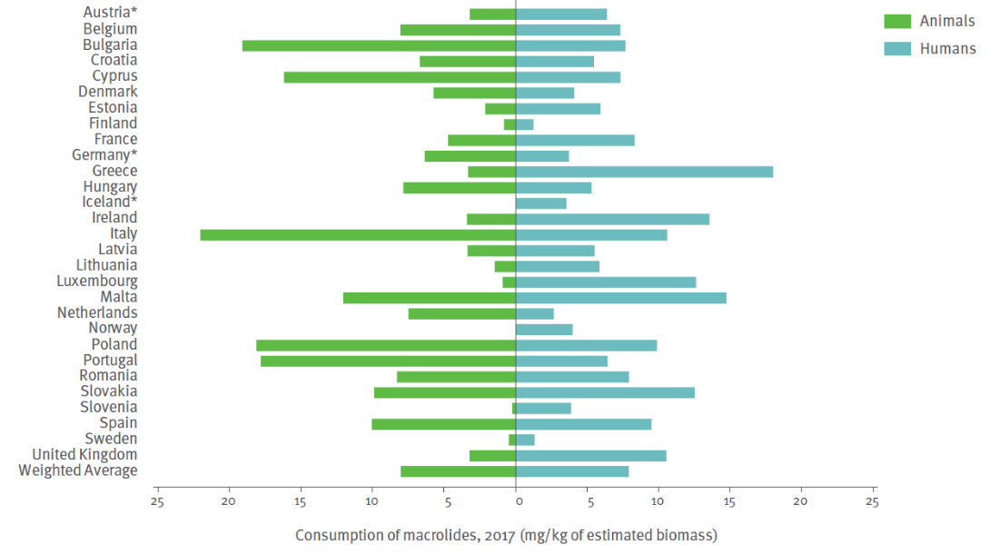 Austria*
Belgium
Bulgaria
Croatia
Cyprus
Denmark
Estonia
Finland
France
Germany*
Greece
Hungary
Iceland*
Ireland
Italy
Latvia
Lithuania
Luxembourg
Malta
Netherlands
Norway
Poland
Portugal
Romania
Slovakia
Slovenia
Spain
Sweden
United Kingdom
Weighted Average
Animals
Humans
25 20 15 10 5 0 5 10 15 20 25
Consumption of macrolides, 2017 (mg/kg of estimated biomass)